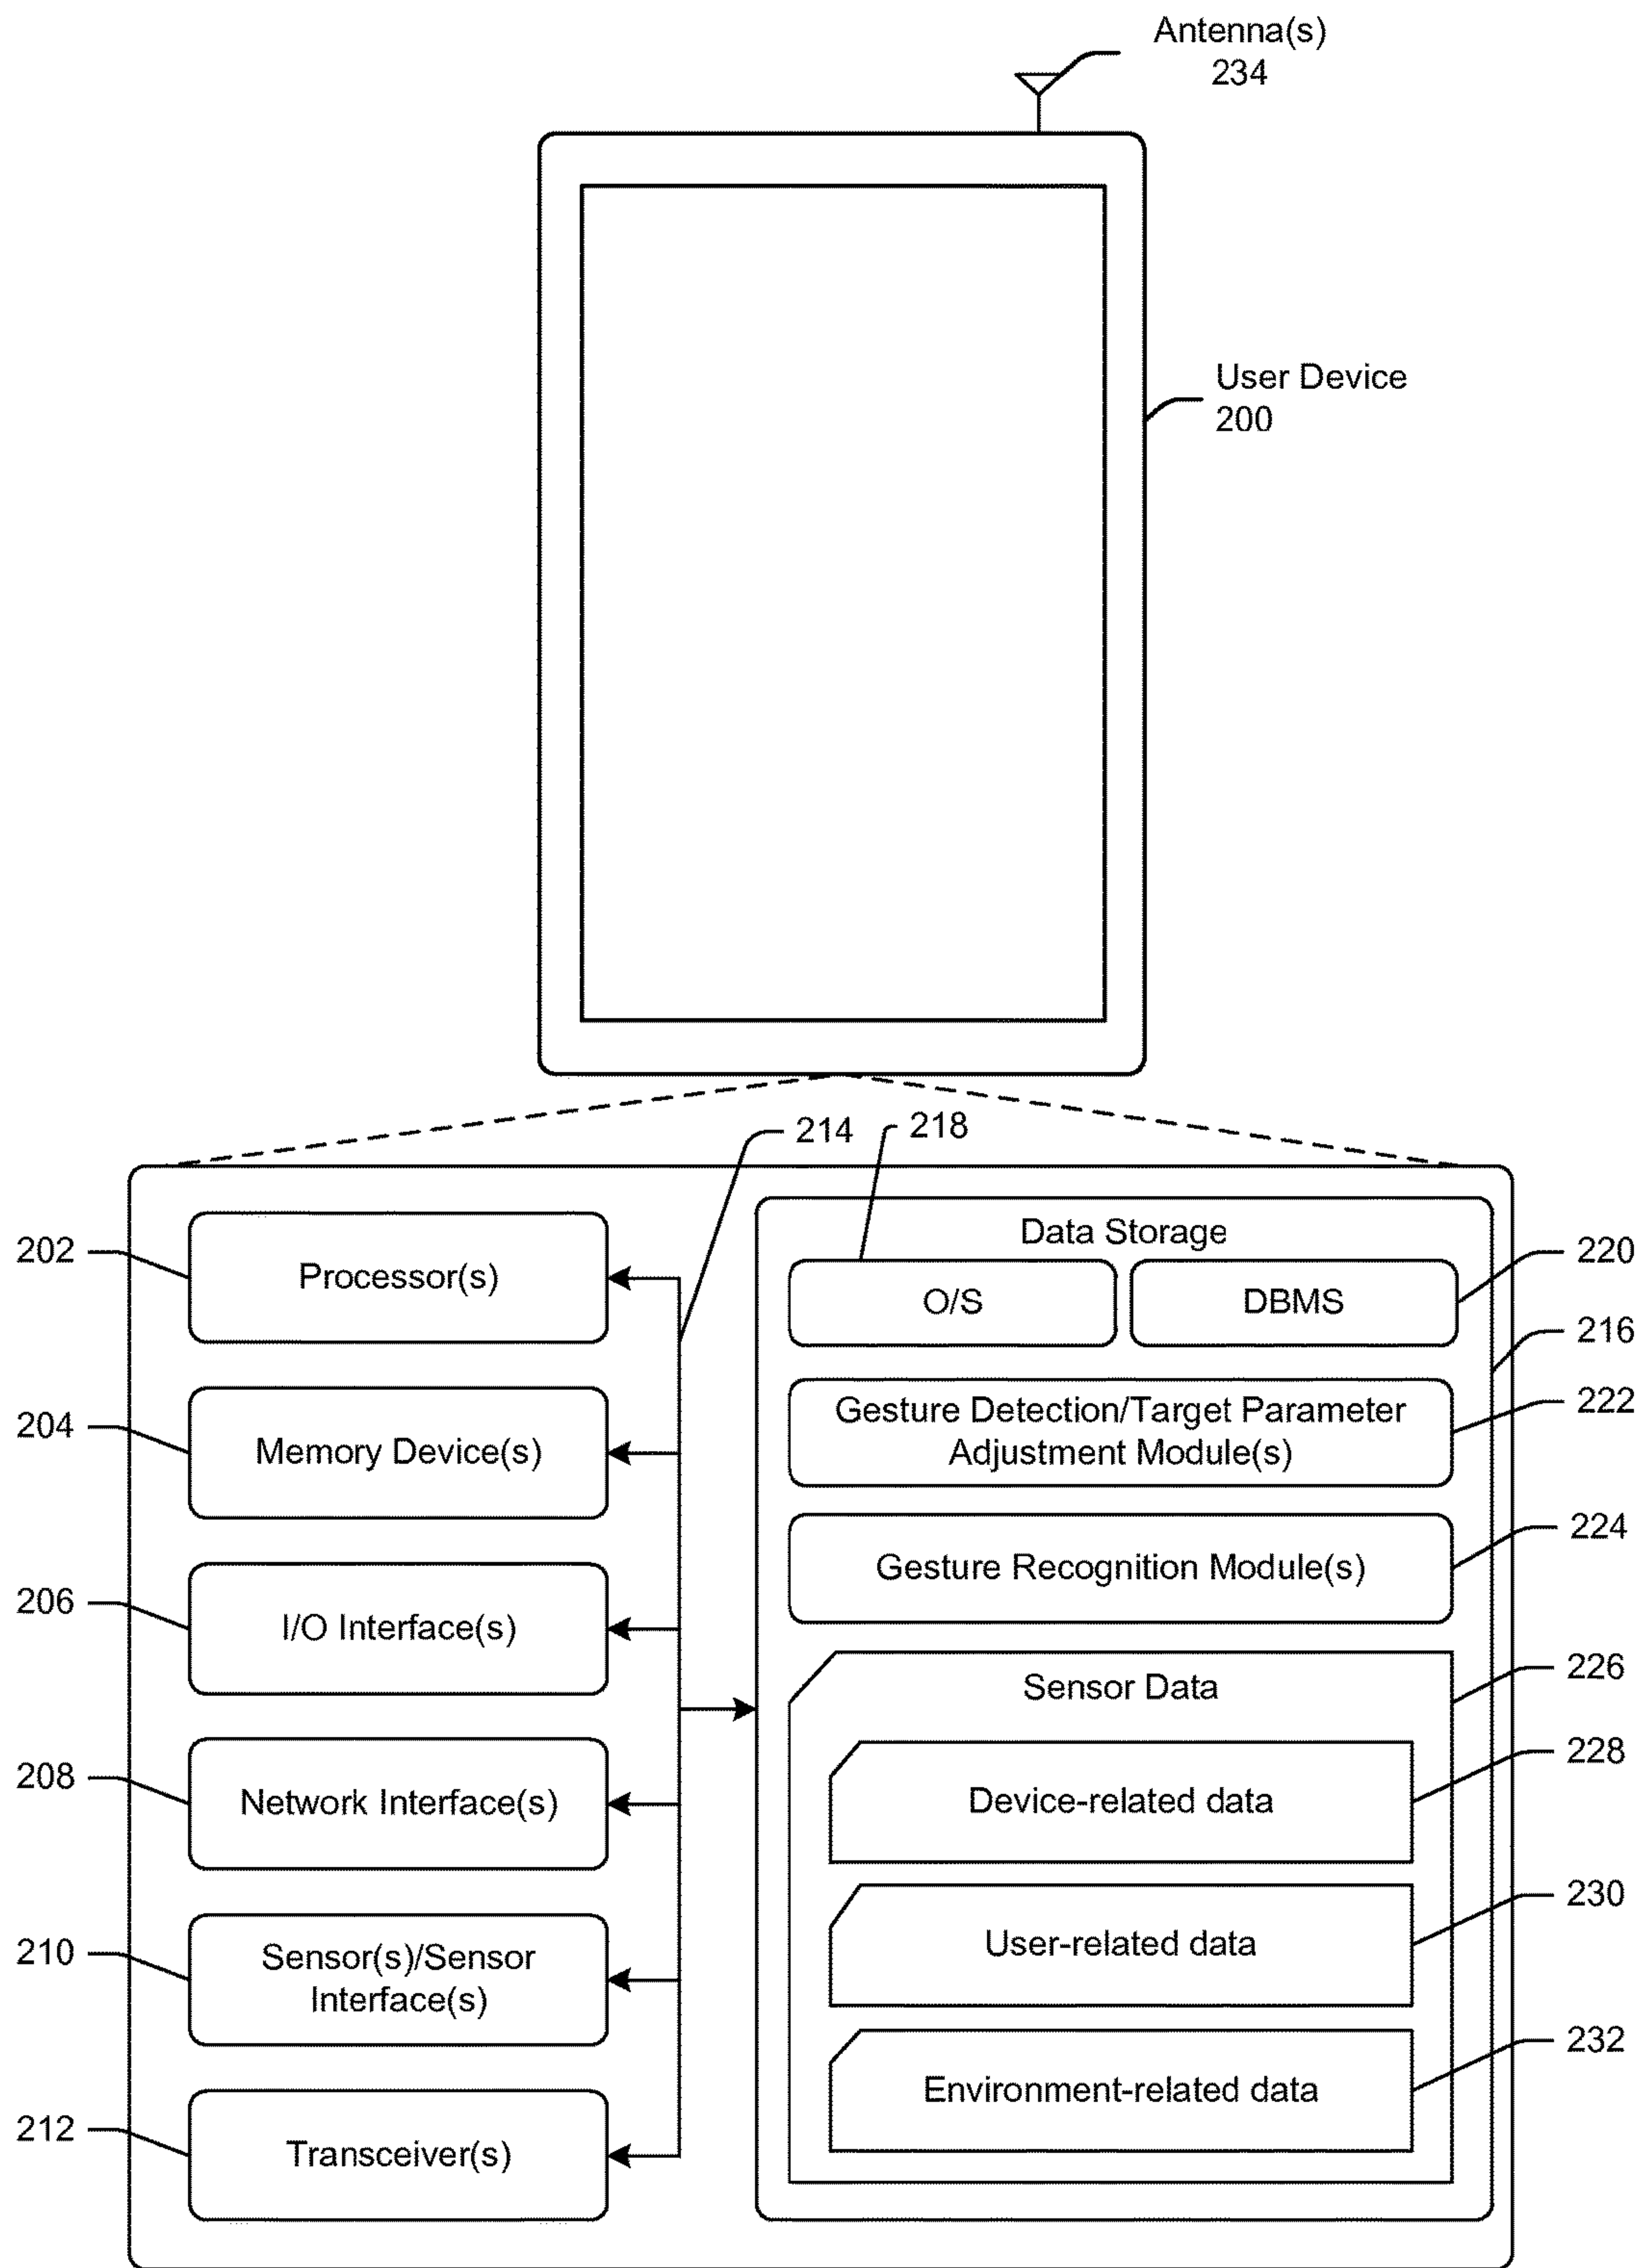 Antenna(s)
234
User Device
200
214
218
202
Processor(s)
204
Memory Device(s)
206
I/O Interface(s)
208
Network Interface(s)
210
Sensor(s)/Sensor
Interface(s)
212
Transceiver(s)
Data Storage
O/S
DBMS
220
216
Gesture Detection/Target Parameter
Adjustment Module(s)
222
Gesture Recognition Module(s)
224
Sensor Data
226
Device-related data
228
User-related data
230
Environment-related data
232